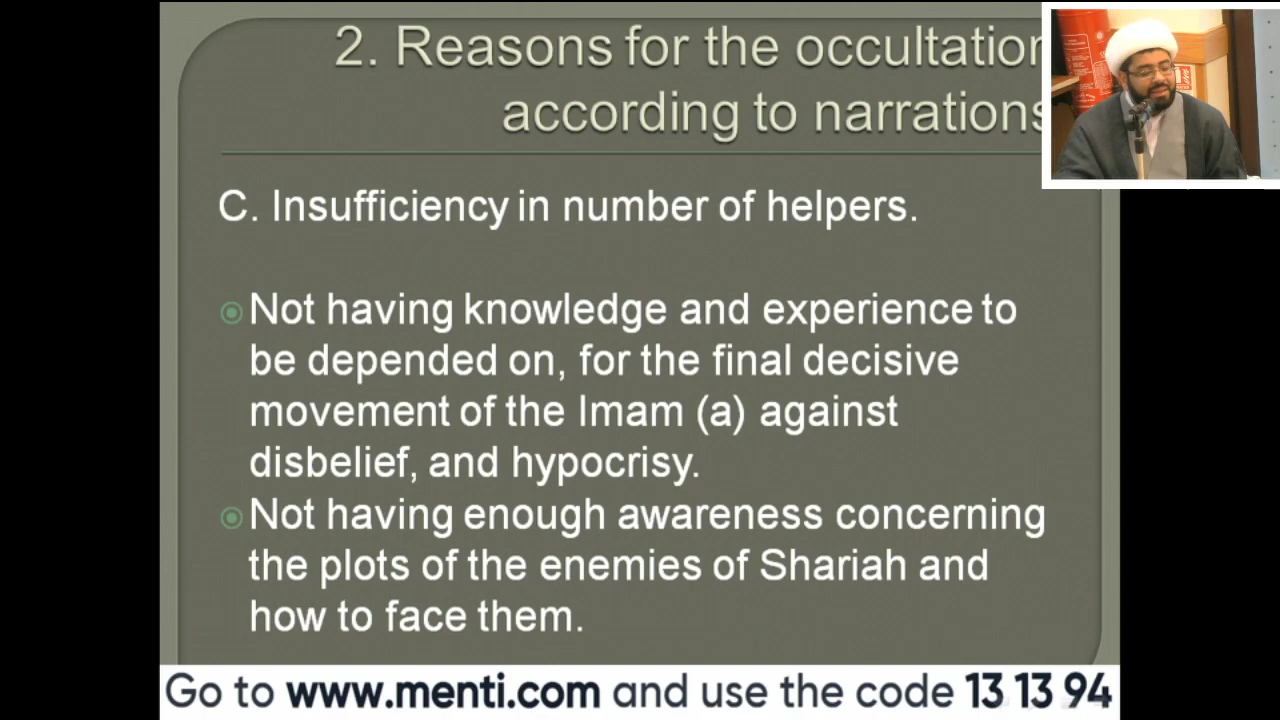 2. Reasons for the occultation
according to narrations
C. Insufficiency in number of helpers.
Not having knowledge and experience to
be depended on, for the final decisive
movement of the Imam (a) against
disbelief, and hypocrisy.
Not having enough awareness concerning
the plots of the enemies of Shariah and
how to face them.
Go to www.menti.com and use the code 13 13 94